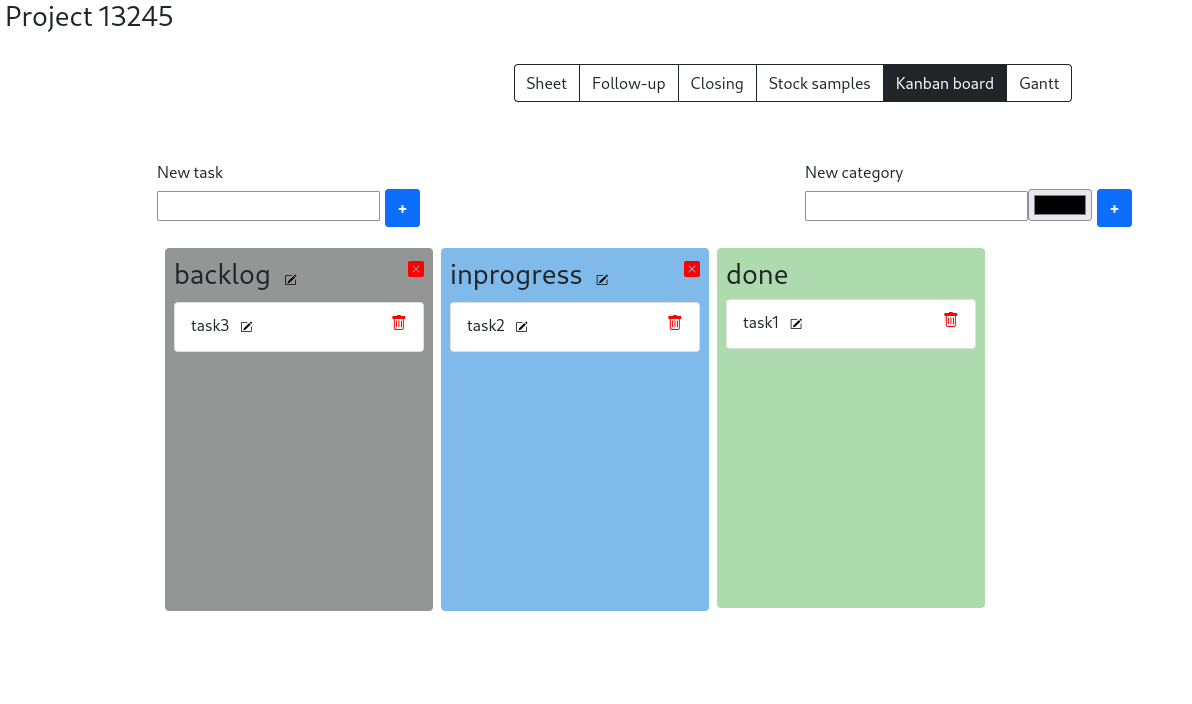 Project 13245
Sheet Follow-up Closing Stock samples Kanban board Gantt
New task
+
New category
+
backlog
task3
inprogress
task2
done
task1